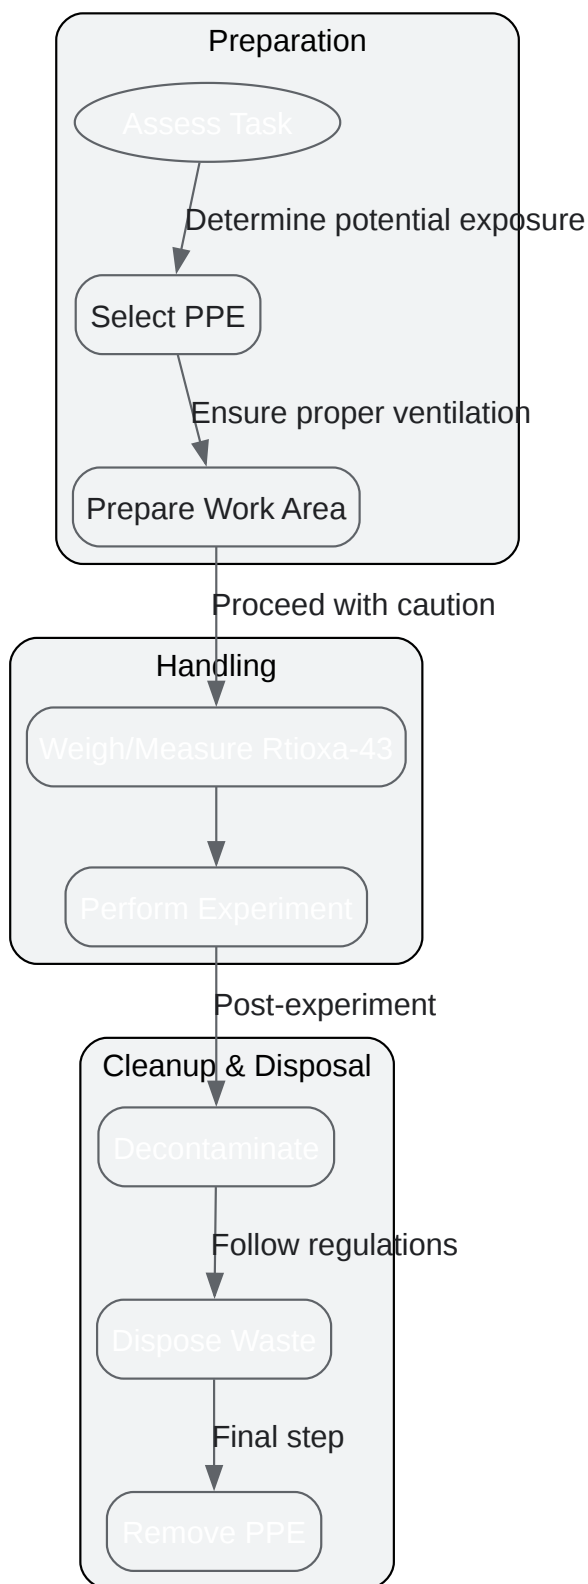 Preparation
Assess Task
Determine potential exposure
Select PPE
Ensure proper ventilation
Prepare Work Area
Proceed with caution
Handling
Weigh/Measure Rtioxa-43
Perform Experiment
Post-experiment
Cleanup & Disposal
Decontaminate
Follow regulations
Dispose Waste
Final step
Remove PPE